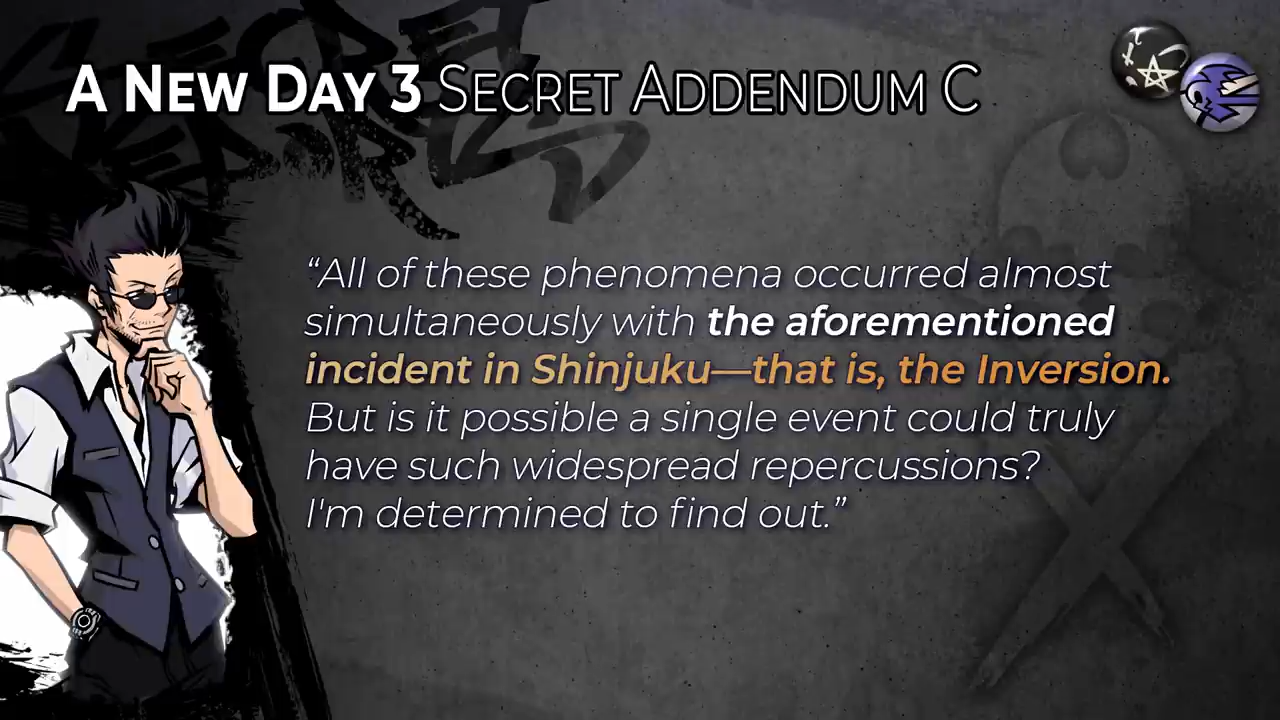 A NEW DAY 3 SECRET ADDENDUM C
“All of these phenomena occurred almost
simultaneously with the aforementioned
incident in Shinjuku—that is, the Inversion.
But is it possible a single event could truly
have such widespread repercussions?
I'm determined to find out.”